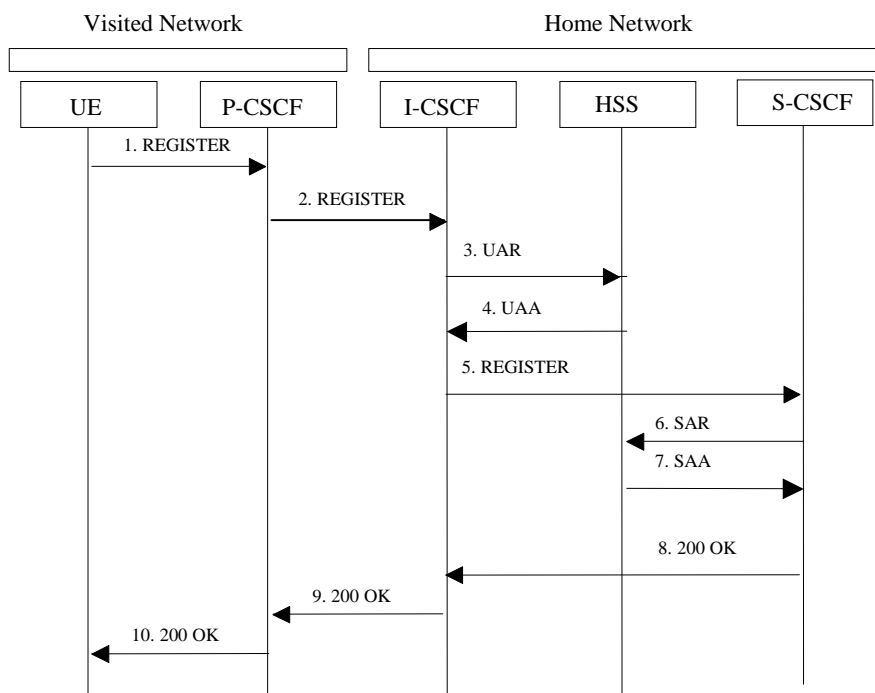 Visited Network
Home Network
UE
P-CSCF
I-CSCF
HSS
S-CSCF
1. REGISTER
2. REGISTER
3. UAR
4. UAA
5. REGISTER
6. SAR
7. SAA
8. 200 OK
9. 200 OK
10. 200 OK